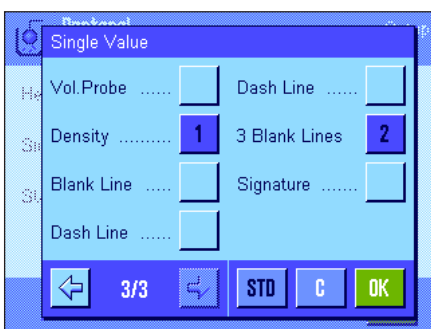 Single Value
Vol.Probe ......
Dash Line ......
Density .......... 1
3 Blank Lines 2
Blank Line .....
Signature .......
Dash Line ......
3/3
STD
C
OK